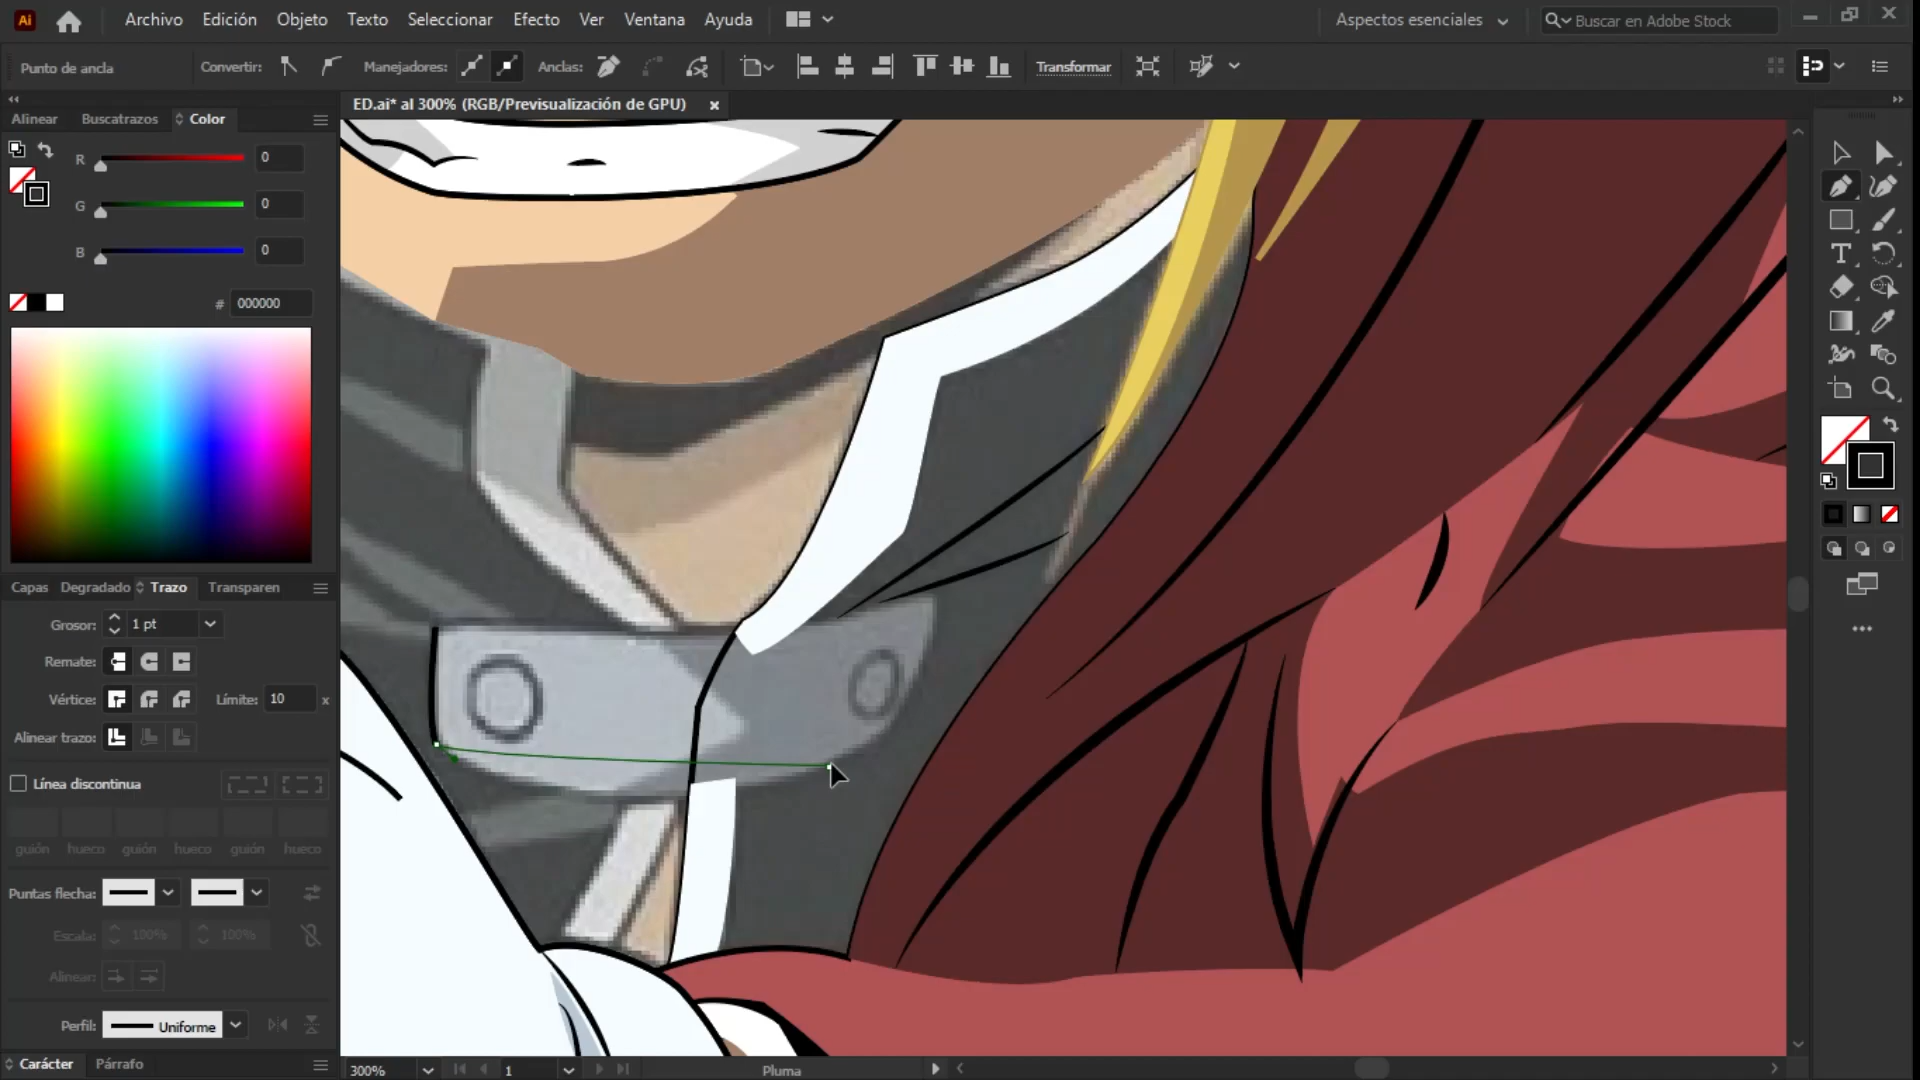 Ai
Archivo Edición Objeto Texto Seleccionar Efecto Ver Ventana Ayuda
Aspectos esenciales
Buscar en Adobe Stock
Punto de ancla
Convertir:
Manejadores:
Anclas:
Transformar
ED.ai* al 300% (RGB/Previsualización de GPU)
Alinear Buscatrazos Color
R 0
G 0
B 0
# 000000
Capas Degradado Trazo Transparen
Grosor: 1 pt
Remate:
Vértice: Límite: 10 x
Alinear trazo:
Línea discontinua
guión hueco guión hueco guión hueco
Puntas flecha:
Escala: 100% 100%
Alinear:
Perfil: Uniforme
Carácter Párrafo
300% 1 Pluma